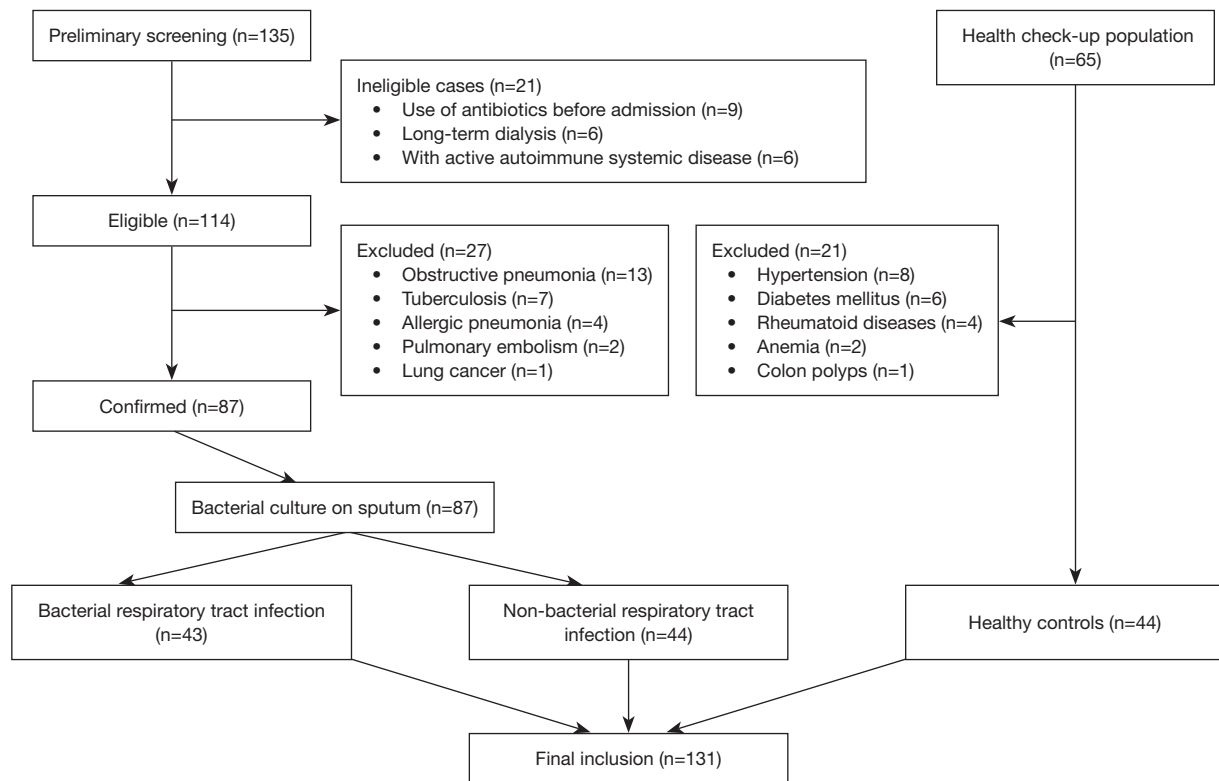 Preliminary screening (n=135)
Health check-up population
(n=65)
Ineligible cases (n=21)
• Use of antibiotics before admission (n=9)
• Long-term dialysis (n=6)
• With active autoimmune systemic disease (n=6)
Eligible (n=114)
Excluded (n=27)
• Obstructive pneumonia (n=13)
• Tuberculosis (n=7)
• Allergic pneumonia (n=4)
• Pulmonary embolism (n=2)
• Lung cancer (n=1)
Excluded (n=21)
• Hypertension (n=8)
• Diabetes mellitus (n=6)
• Rheumatoid diseases (n=4)
• Anemia (n=2)
• Colon polyps (n=1)
Confirmed (n=87)
Bacterial culture on sputum (n=87)
Bacterial respiratory tract infection
(n=43)
Non-bacterial respiratory tract
infection (n=44)
Healthy controls (n=44)
Final inclusion (n=131)